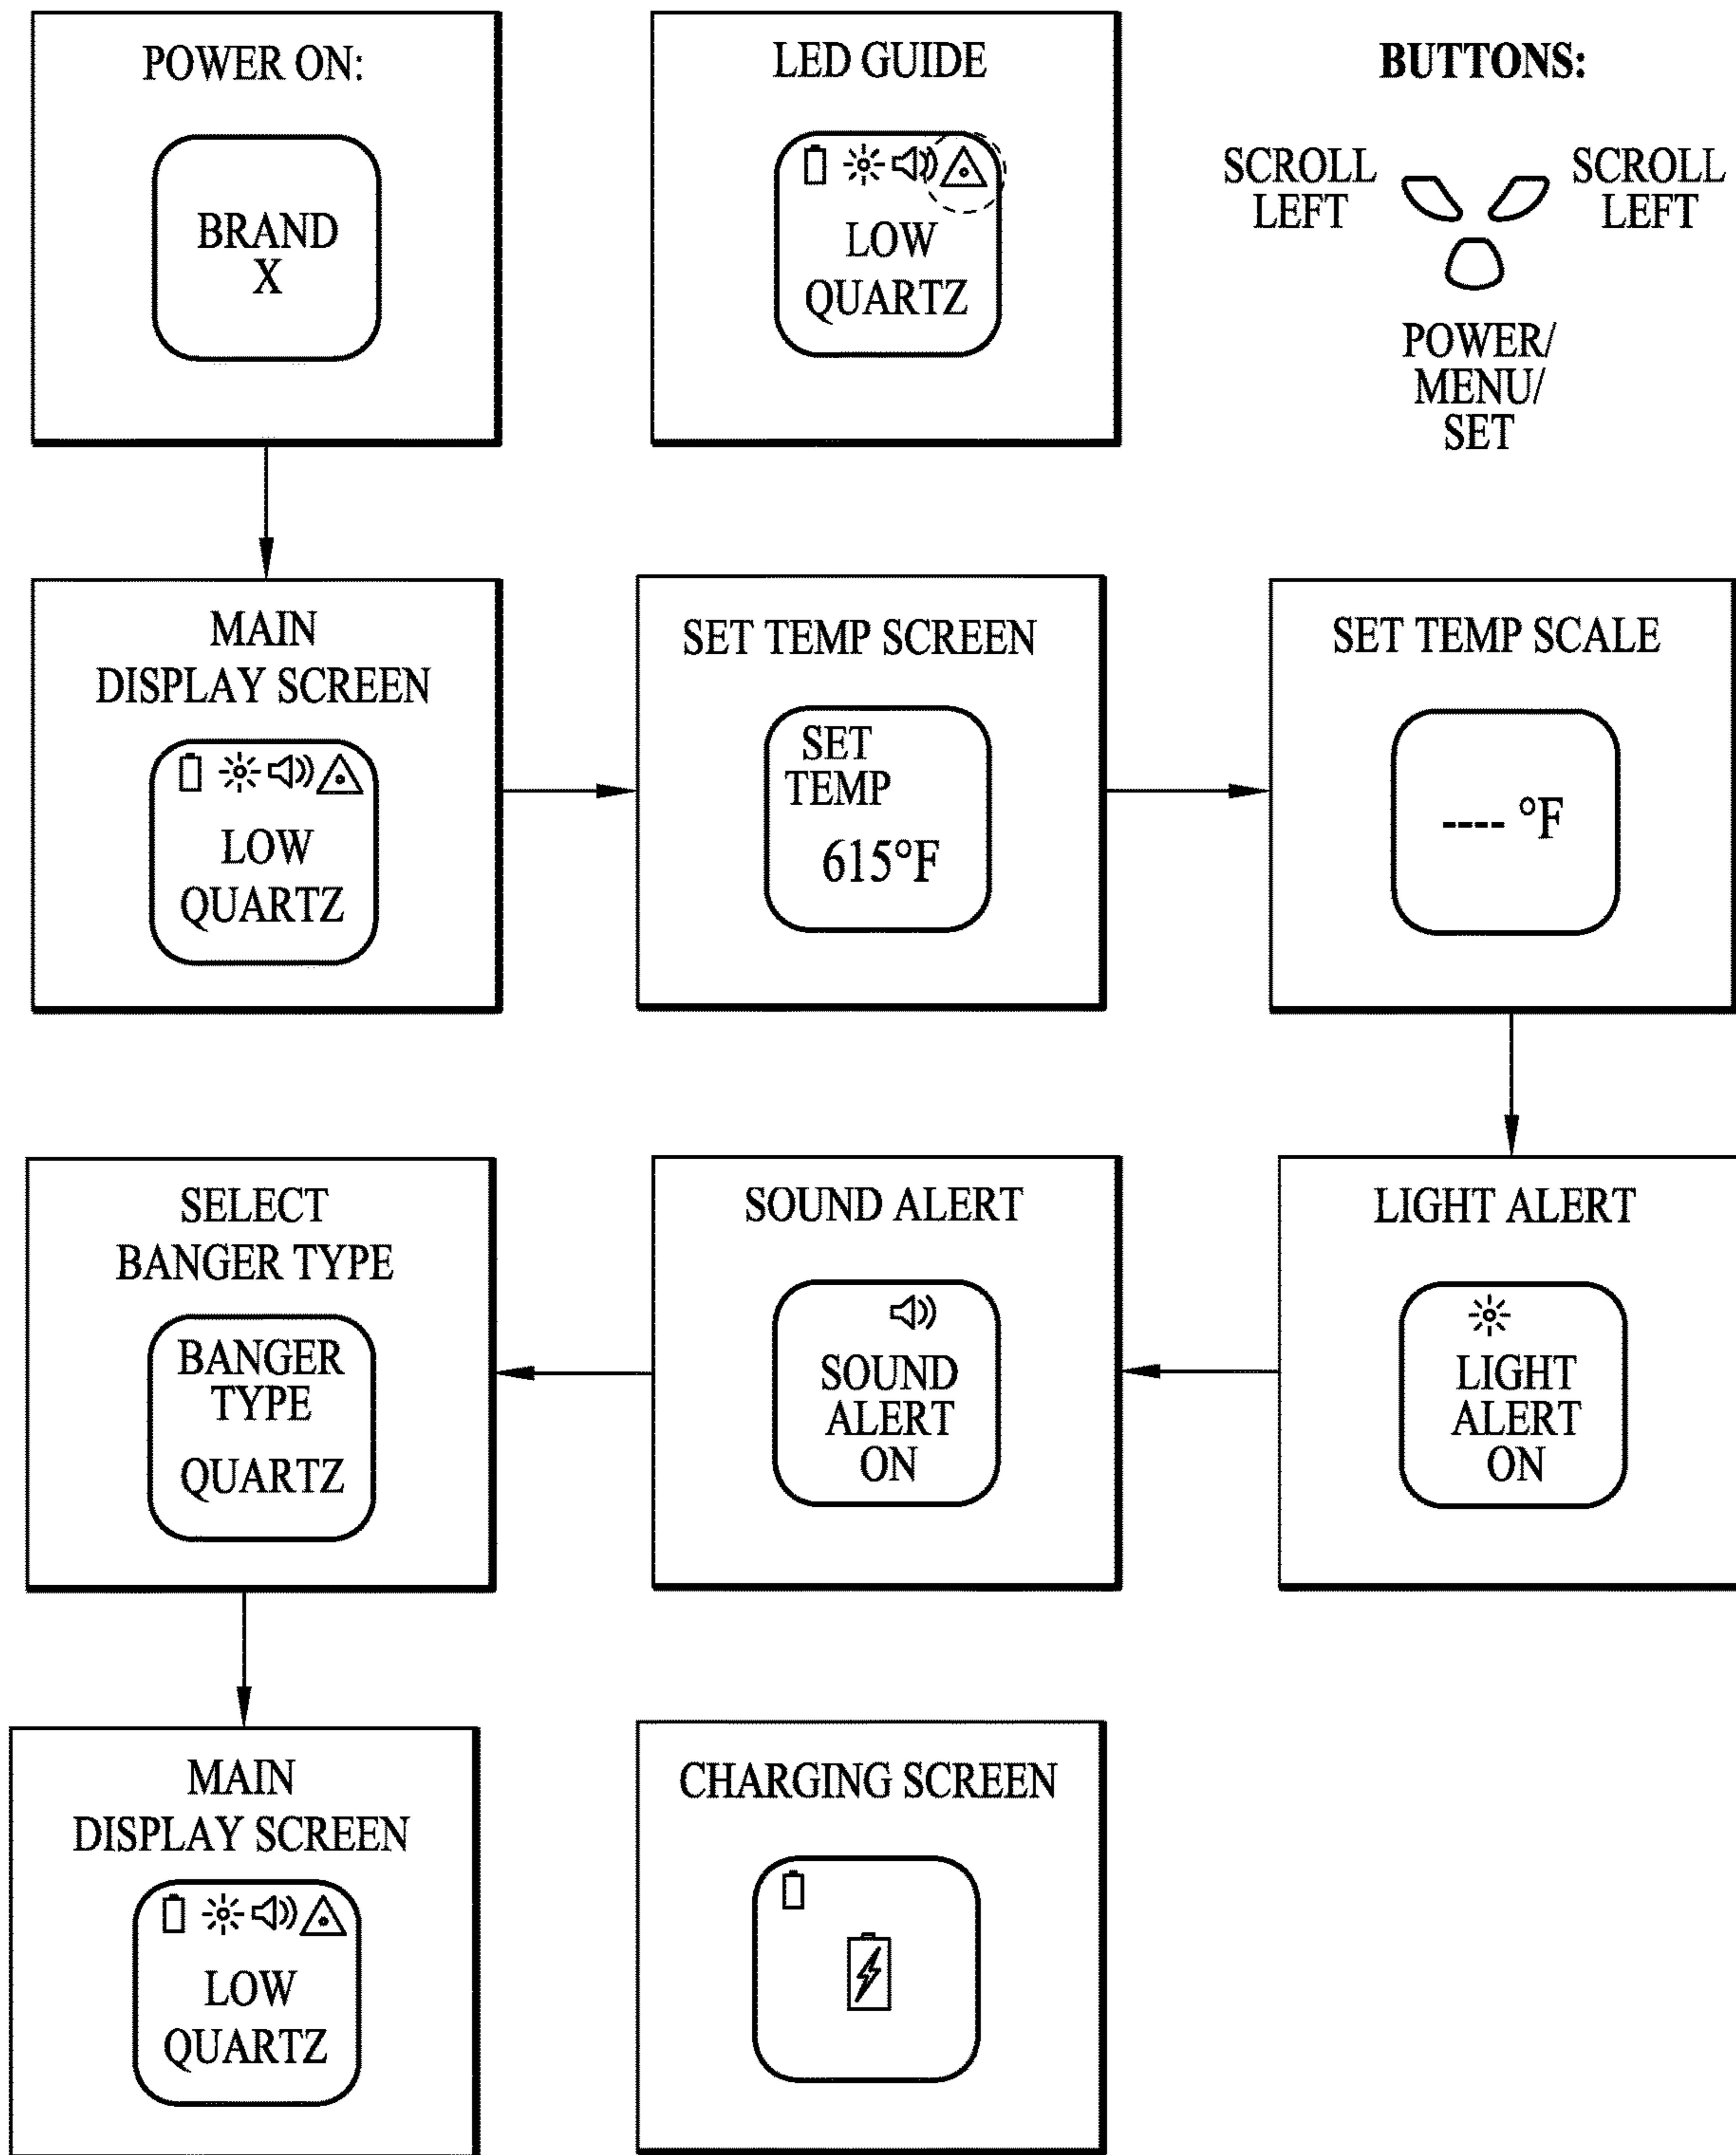 POWER ON:
BRAND
X
LED GUIDE
LOW
QUARTZ
BUTTONS:
SCROLL
LEFT
SCROLL
LEFT
POWER/
MENU/
SET
MAIN
DISPLAY SCREEN
LOW
QUARTZ
SET TEMP SCREEN
SET
TEMP
615°F
SET TEMP SCALE
---- °F
SELECT
BANGER TYPE
BANGER
TYPE
QUARTZ
SOUND ALERT
SOUND
ALERT
ON
LIGHT ALERT
LIGHT
ALERT
ON
MAIN
DISPLAY SCREEN
LOW
QUARTZ
CHARGING SCREEN